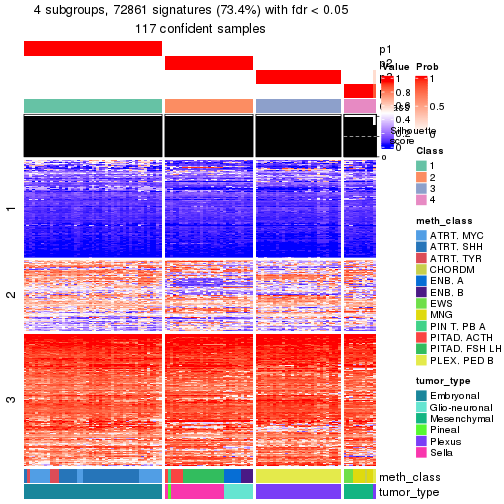 4 subgroups, 72861 signatures (73.4%) with fdr < 0.05
117 confident samples
p1
p2
Value
Prob
1
0.8
0.4
0.2
0
1
0.5
0
Silhouette
score
0
Class
1
2
3
4
1
2
3
meth_class
ATRT. MYC
ATRT. SHH
ATRT. TYR
CHORDM
ENB. A
ENB. B
EWS
MNG
PIN T. PB A
PITAD. ACTH
PITAD. FSH LH
PLEX. PED B
tumor_type
Embryonal
Glio-neuronal
Mesenchymal
Pineal
Plexus
Sella
meth_class
tumor_type